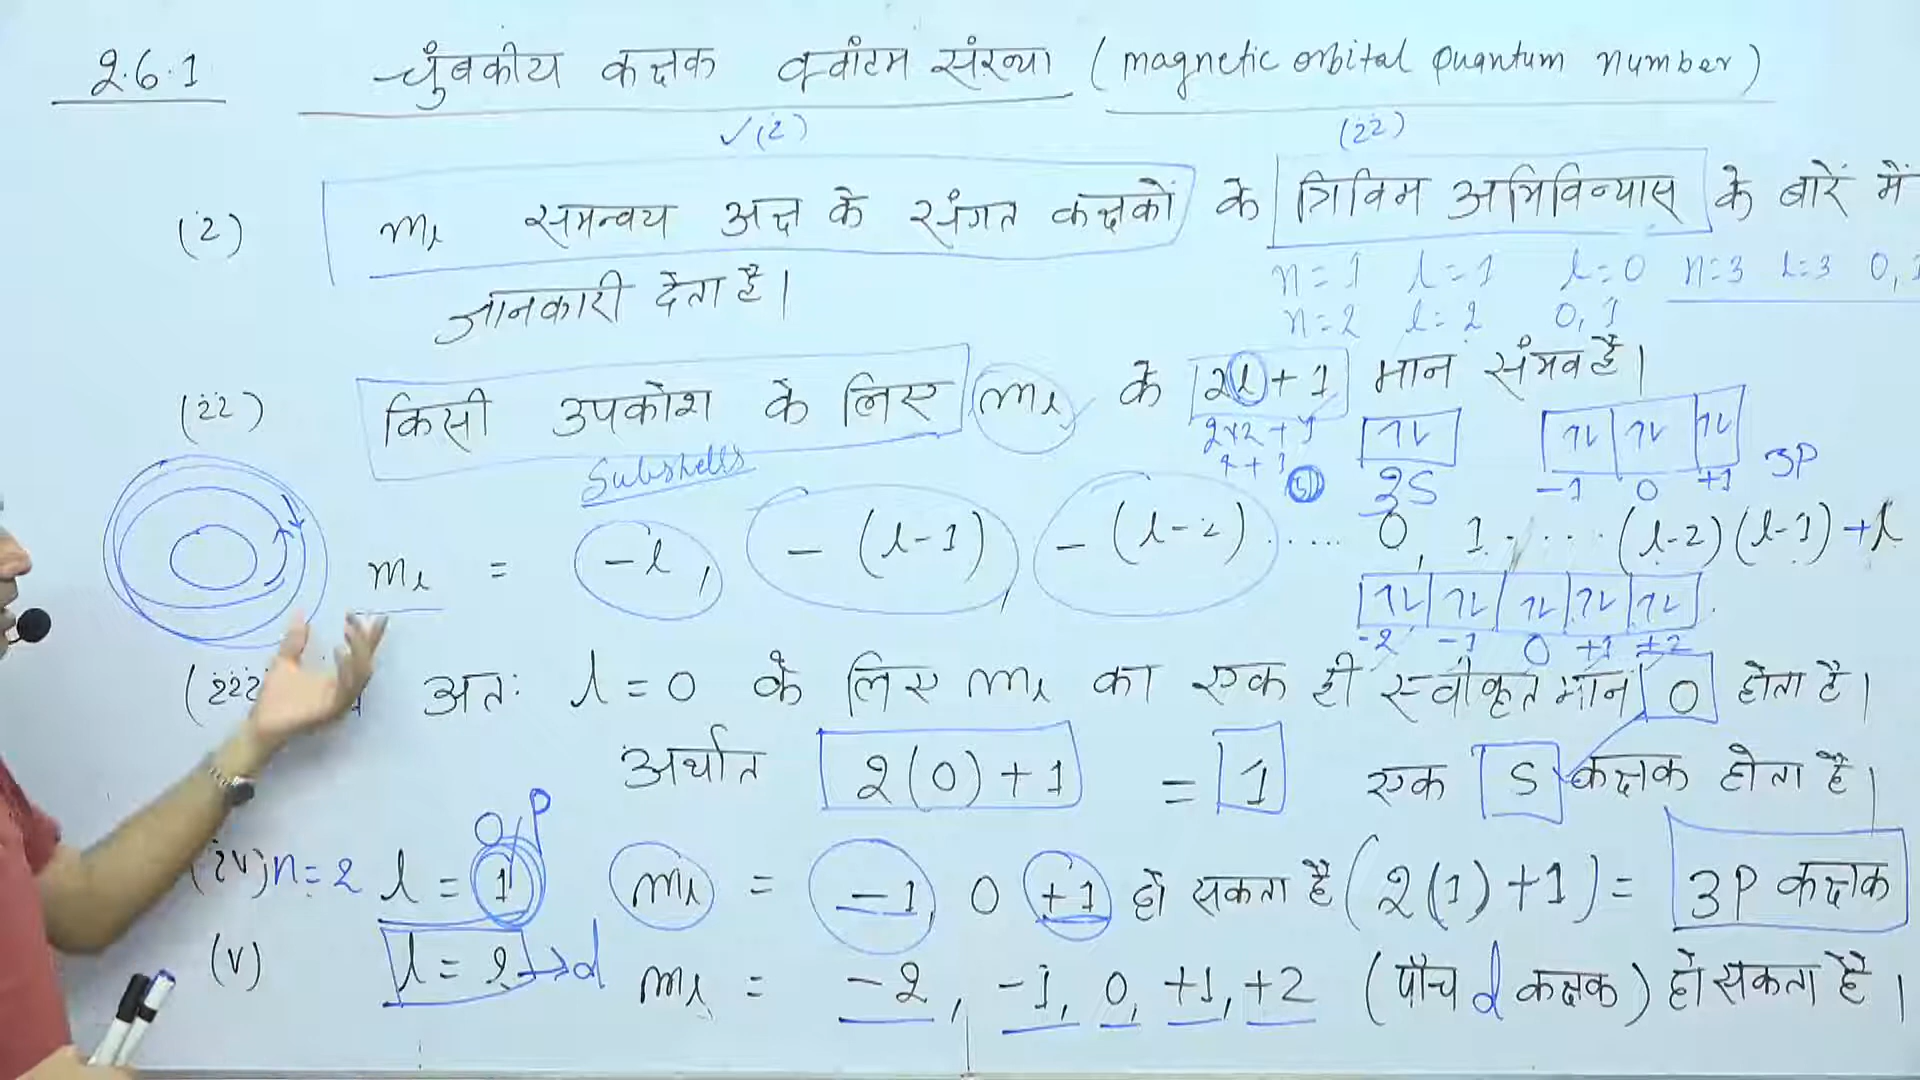 2.6.1 चुंबकीय कक्षक क्वांटम संख्या (magnetic orbital quantum number)
✓(i) (ii)
(i) ml समन्वय अक्ष के संगत कक्षकों के त्रिविम अभिविन्यास के बारें में
जानकारी देता है।
n=1 l=1 l=0 n=3 l=3 0,1
n=2 l=2 0,1
(ii) किसी उपकोश के लिए ml के 2l+1 मान संभव है।
Subshells
2×2+1
4+1
5
3S
-1 0 +1 3P
ml = -l, -(l-1), -(l-2)...... 0, 1.....(l-2)(l-1)+l
-2 -1 0 +1 +2
(iii) अतः l=0 के लिए ml का एक ही स्वीकृत मान 0 होता है।
अर्थात 2(0)+1 = 1 एक S कक्षक होता है।
0 P
(iv) n=2 l=1 ml = -1, 0 +1 हो सकता है (2(1)+1) = 3P कक्षक
(v) l=2→d ml = -2, -1, 0, +1, +2 (पाँच d कक्षक) हो सकता है।